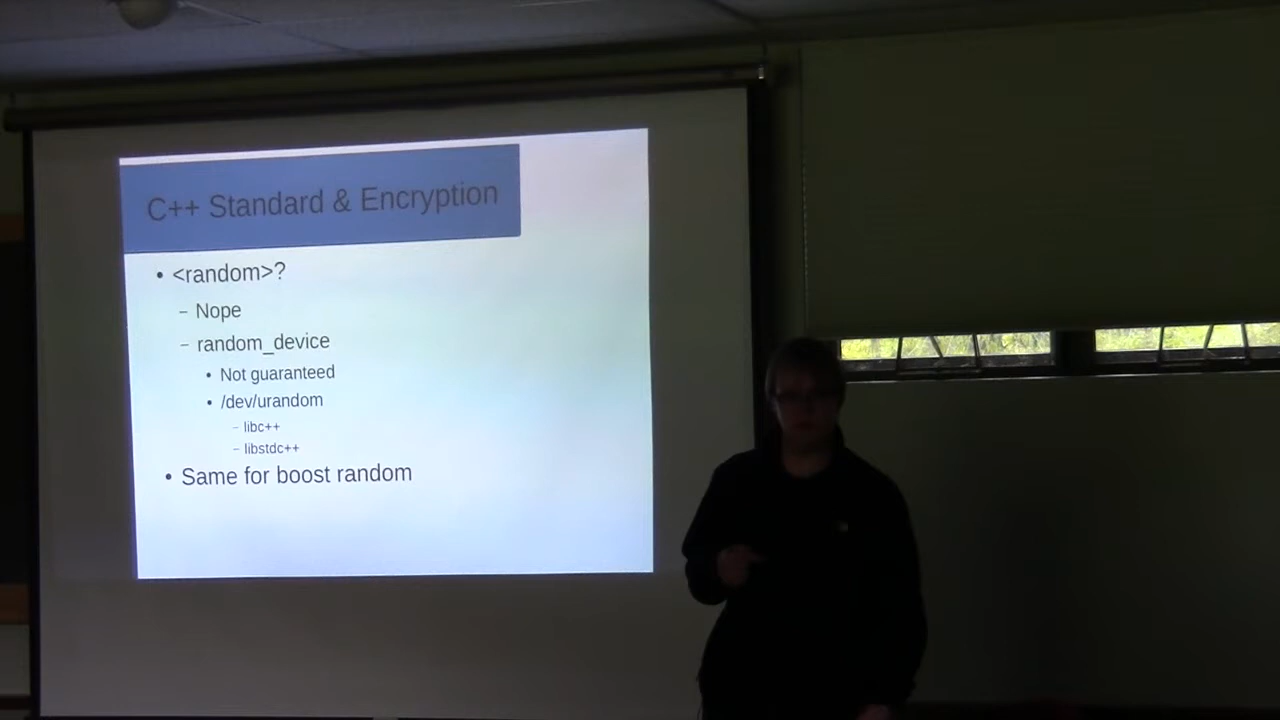 C++ Standard & Encryption
• <random>?
– Nope
– random_device
• Not guaranteed
• /dev/urandom
– libc++
– libstdc++
• Same for boost random